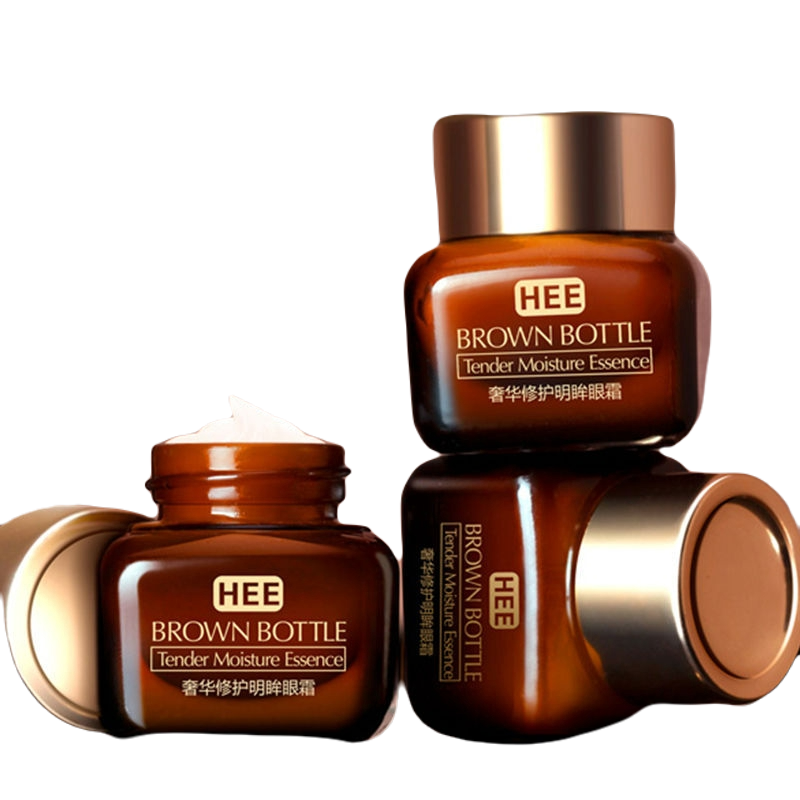 HEE
BROWN BOTTLE
Tender Moisture Essence
奢华修护明眸眼霜
HEE
BROWN BOTTLE
Tender Moisture Essence
奢华修护明眸眼霜
HEE
BROWN BOTTLE
Tender Moisture Essence
奢华修护明眸眼霜